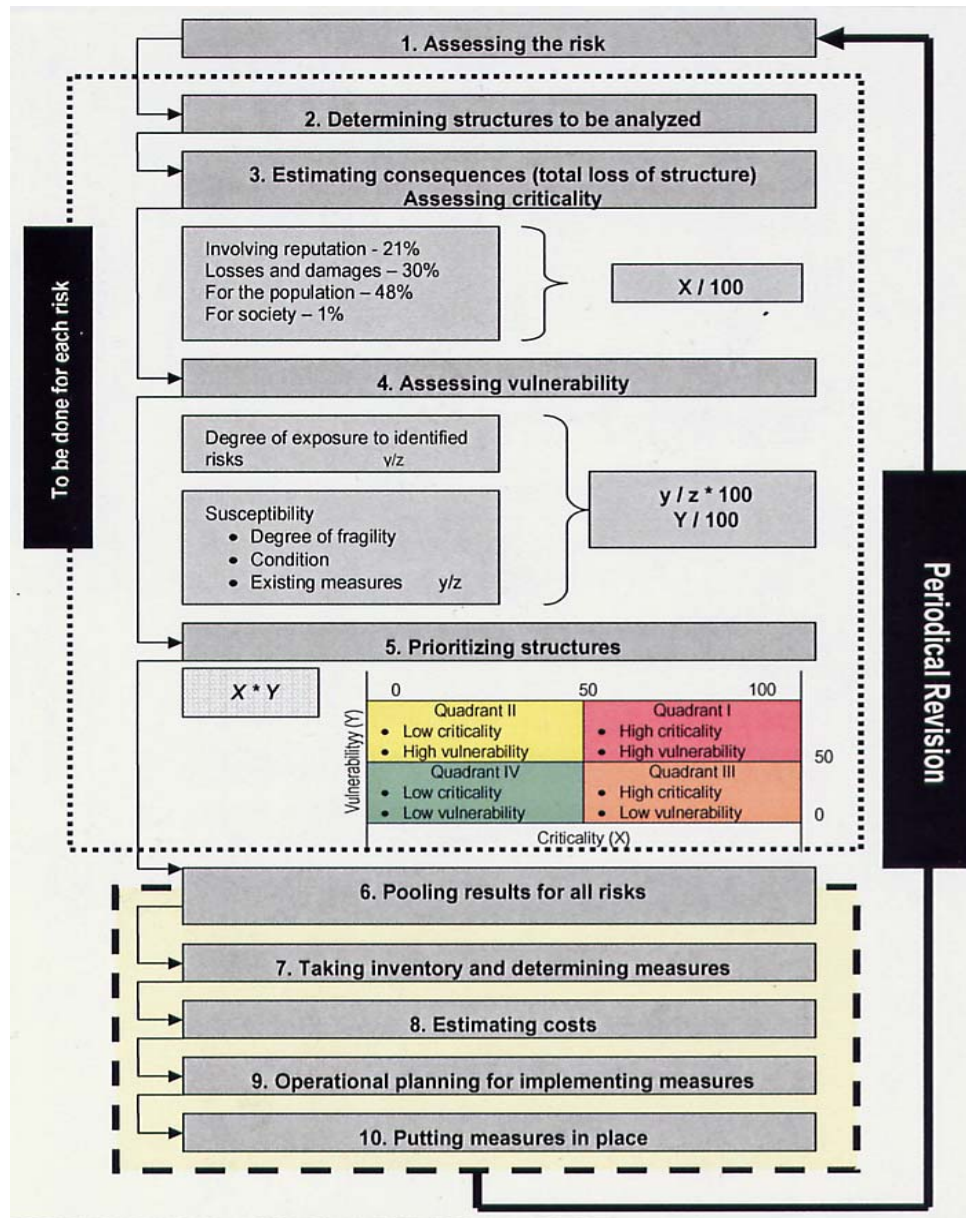 1. Assessing the risk
2. Determining structures to be analyzed
3. Estimating consequences (total loss of structure)
Assessing criticality
Involving reputation - 21%
Losses and damages – 30%
For the population – 48%
For society – 1%
X / 100
To be done for each risk
4. Assessing vulnerability
Degree of exposure to identified
risks y/z
y / z * 100
Y / 100
Susceptibility
• Degree of fragility
• Condition
• Existing measures y/z
5. Prioritizing structures
X * Y
0 50 100
Vulnerabilityy (Y)
Quadrant II
• Low criticality
• High vulnerability
Quadrant I
• High criticality
• High vulnerability
50
Quadrant IV
• Low criticality
• Low vulnerability
Quadrant III
• High criticality
• Low vulnerability
0
Criticality (X)
Periodical Revision
6. Pooling results for all risks
7. Taking inventory and determining measures
8. Estimating costs
9. Operational planning for implementing measures
10. Putting measures in place